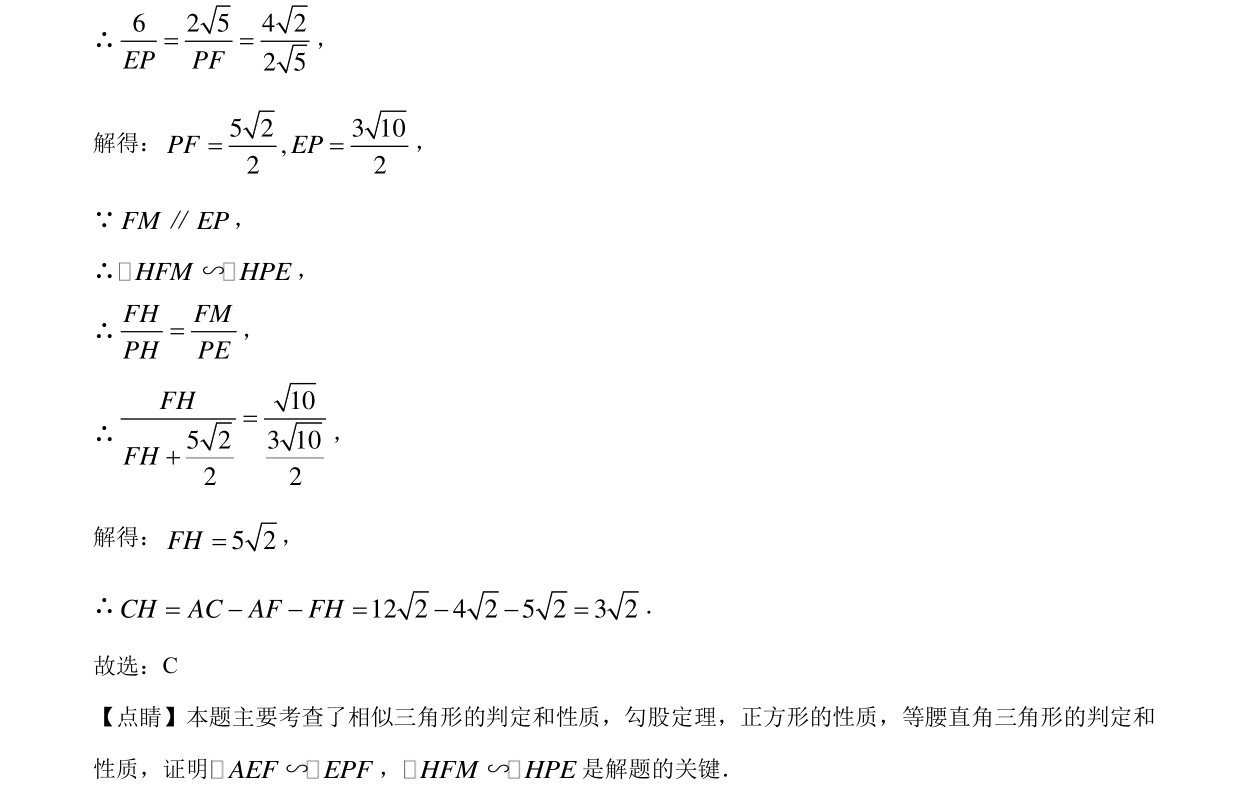 ∴ 6/EP = 2√5/PF = 4√2/2√5，
解得：PF = 5√2/2, EP = 3√10/2，
∵ FM ∥ EP，
∴□HFM ∽□HPE，
∴ FH/PH = FM/PE，
∴ FH/(FH + 5√2/2) = √10/(3√10/2)，
解得：FH = 5√2，
∴ CH = AC − AF − FH = 12√2 − 4√2 − 5√2 = 3√2．
故选：C
【点睛】本题主要考查了相似三角形的判定和性质，勾股定理，正方形的性质，等腰直角三角形的判定和
性质，证明□AEF ∽□EPF，□HFM ∽□HPE 是解题的关键．